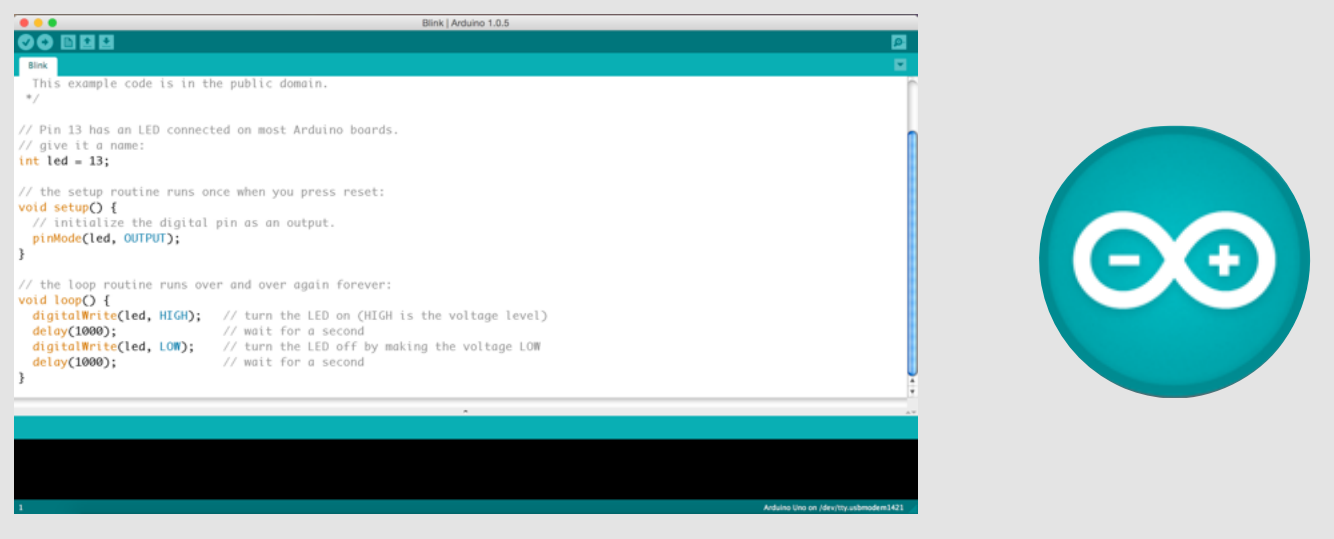 Blink | Arduino 1.0.5
Blink
This example code is in the public domain.
*/
// Pin 13 has an LED connected on most Arduino boards.
// give it a name:
int led = 13;
// the setup routine runs once when you press reset:
void setup() {
// initialize the digital pin as an output.
pinMode(led, OUTPUT);
}
// the loop routine runs over and over again forever:
void loop() {
digitalWrite(led, HIGH);   // turn the LED on (HIGH is the voltage level)
delay(1000);               // wait for a second
digitalWrite(led, LOW);    // turn the LED off by making the voltage LOW
delay(1000);               // wait for a second
}
1
Arduino Uno on /dev/tty.usbmodem1421